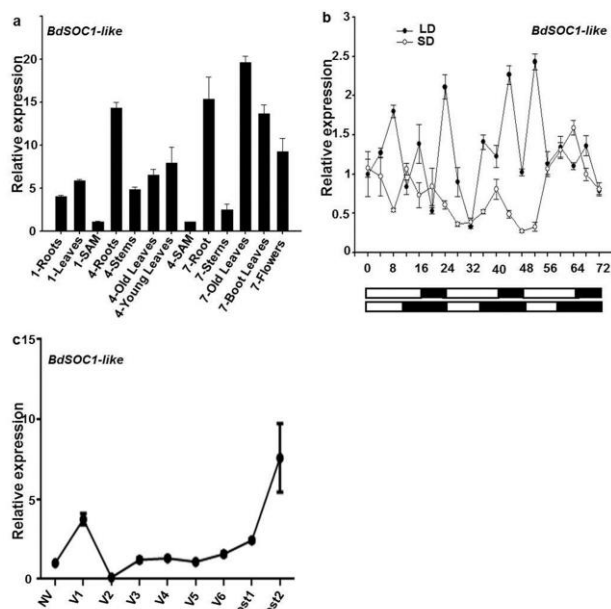 a
BdSOC1-like
Relative expression
20
15
10
5
0
1-Roots
1-Leaves
1-SAM
4-Roots
4-Stems
4-Old Leaves
4-Young Leaves
4-SAM
7-Root
7-Sterns
7-Old Leaves
7-Boot Leaves
7-Flowers
b
LD
SD
BdSOC1-like
Relative expression
3
2.5
2
1.5
1
0.5
0
0 8 16 24 32 40 48 56 64 72
c
BdSOC1-like
Relative expression
15
10
5
0
NV
V1
V2
V3
V4
V5
V6